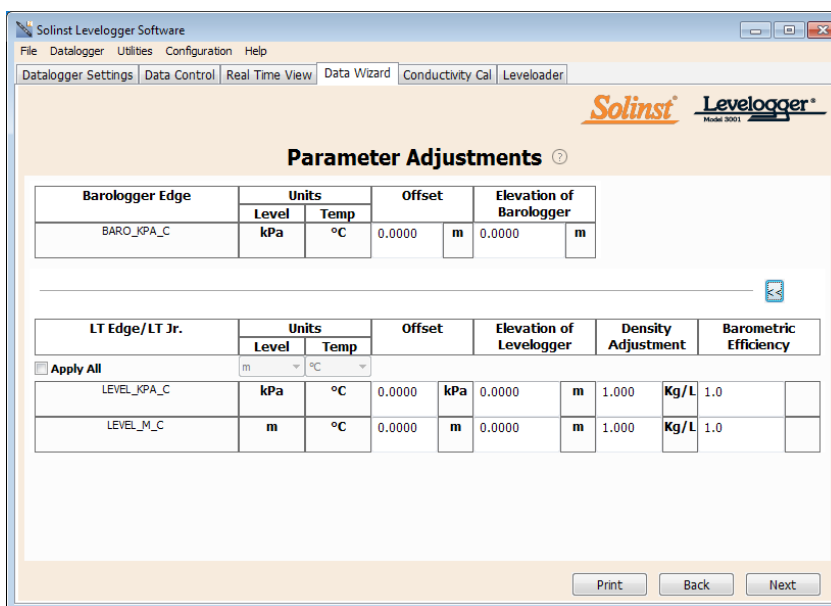 Solinst Levelogger Software
File Datalogger Utilities Configuration Help
Datalogger Settings Data Control Real Time View Data Wizard Conductivity Cal Leveloader
Solinst® Levelogger®
Model 3001
Parameter Adjustments ?
Barologger Edge Units Offset Elevation of Barologger
Level Temp
BARO_KPA_C kPa °C 0.0000 m 0.0000 m
<<
LT Edge/LT Jr. Units Offset Elevation of Levelogger Density Adjustment Barometric Efficiency
Level Temp
Apply All m °C
LEVEL_KPA_C kPa °C 0.0000 kPa 0.0000 m 1.000 Kg/L 1.0
LEVEL_M_C m °C 0.0000 m 0.0000 m 1.000 Kg/L 1.0
Print Back Next